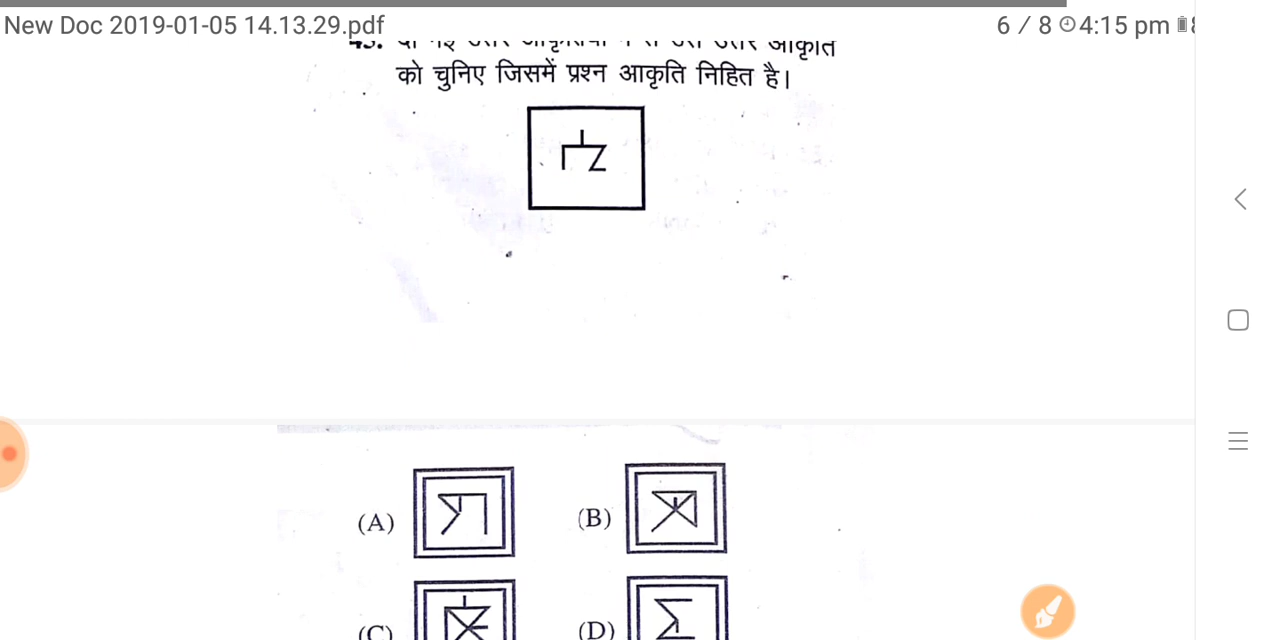 New Doc 2019-01-05 14.13.29.pdf
6 / 8 4:15 pm
आकृति
को चुनिए जिसमें प्रश्न आकृति निहित है।
(A)
(B)
(C)
(D)